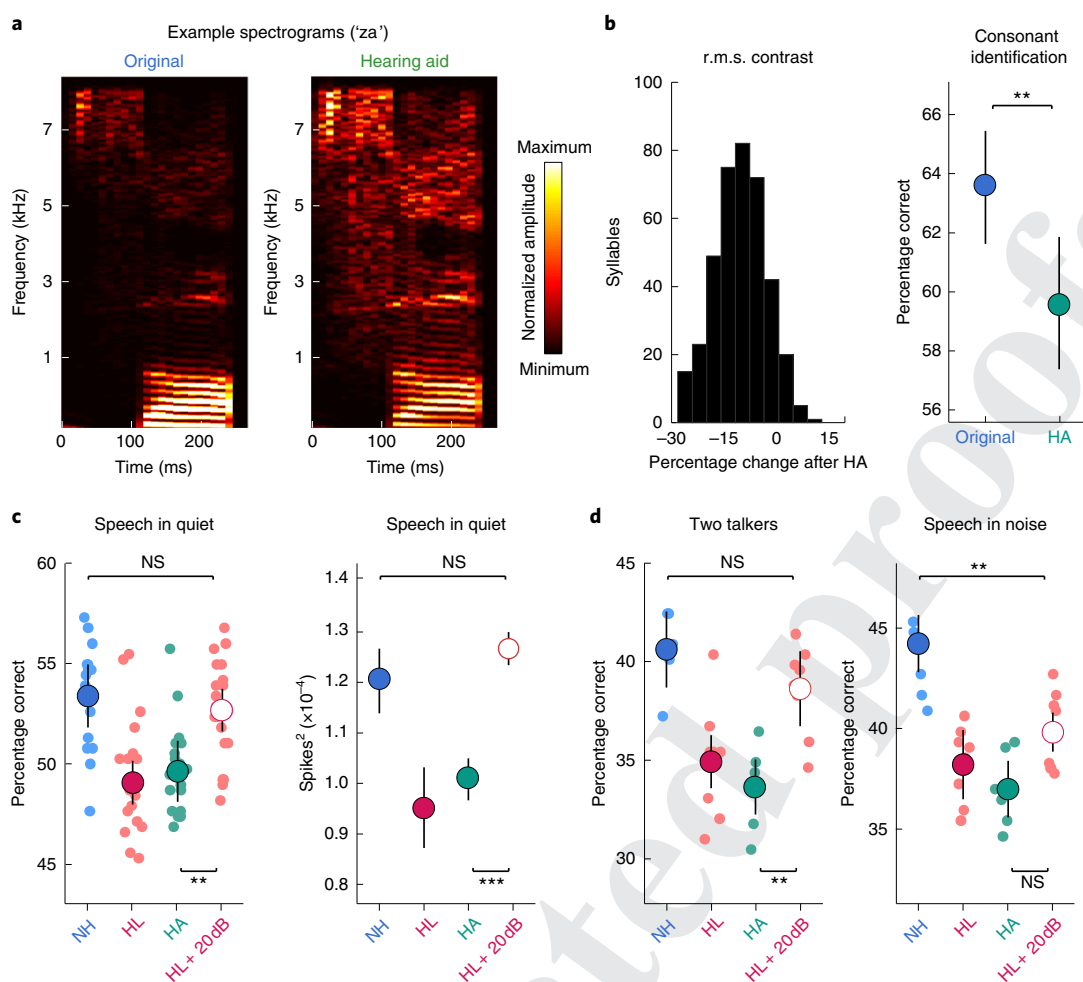 a
Example spectrograms ('za')
Original
Hearing aid
Frequency (kHz)
7
5
3
1
0
100
200
Time (ms)
Frequency (kHz)
7
5
3
1
0
100
200
Time (ms)
Maximum
Normalized amplitude
Minimum
b
r.m.s. contrast
Syllables
100
80
60
40
20
0
−30
−15
0
15
Percentage change after HA
Consonant
identification
**
Percentage correct
66
64
62
60
58
56
Original
HA
c
Speech in quiet
NS
Percentage correct
60
55
50
45
**
NH
HL
HA
HL+ 20dB
Speech in quiet
NS
Spikes² (×10⁻⁴)
1.4
1.3
1.2
1.1
1.0
0.9
0.8
***
NH
HL
HA
HL+ 20dB
d
Two talkers
NS
Percentage correct
45
40
35
30
**
NH
HL
HA
HL+ 20dB
Speech in noise
**
Percentage correct
45
40
35
NS
NH
HL
HA
HL+ 20dB